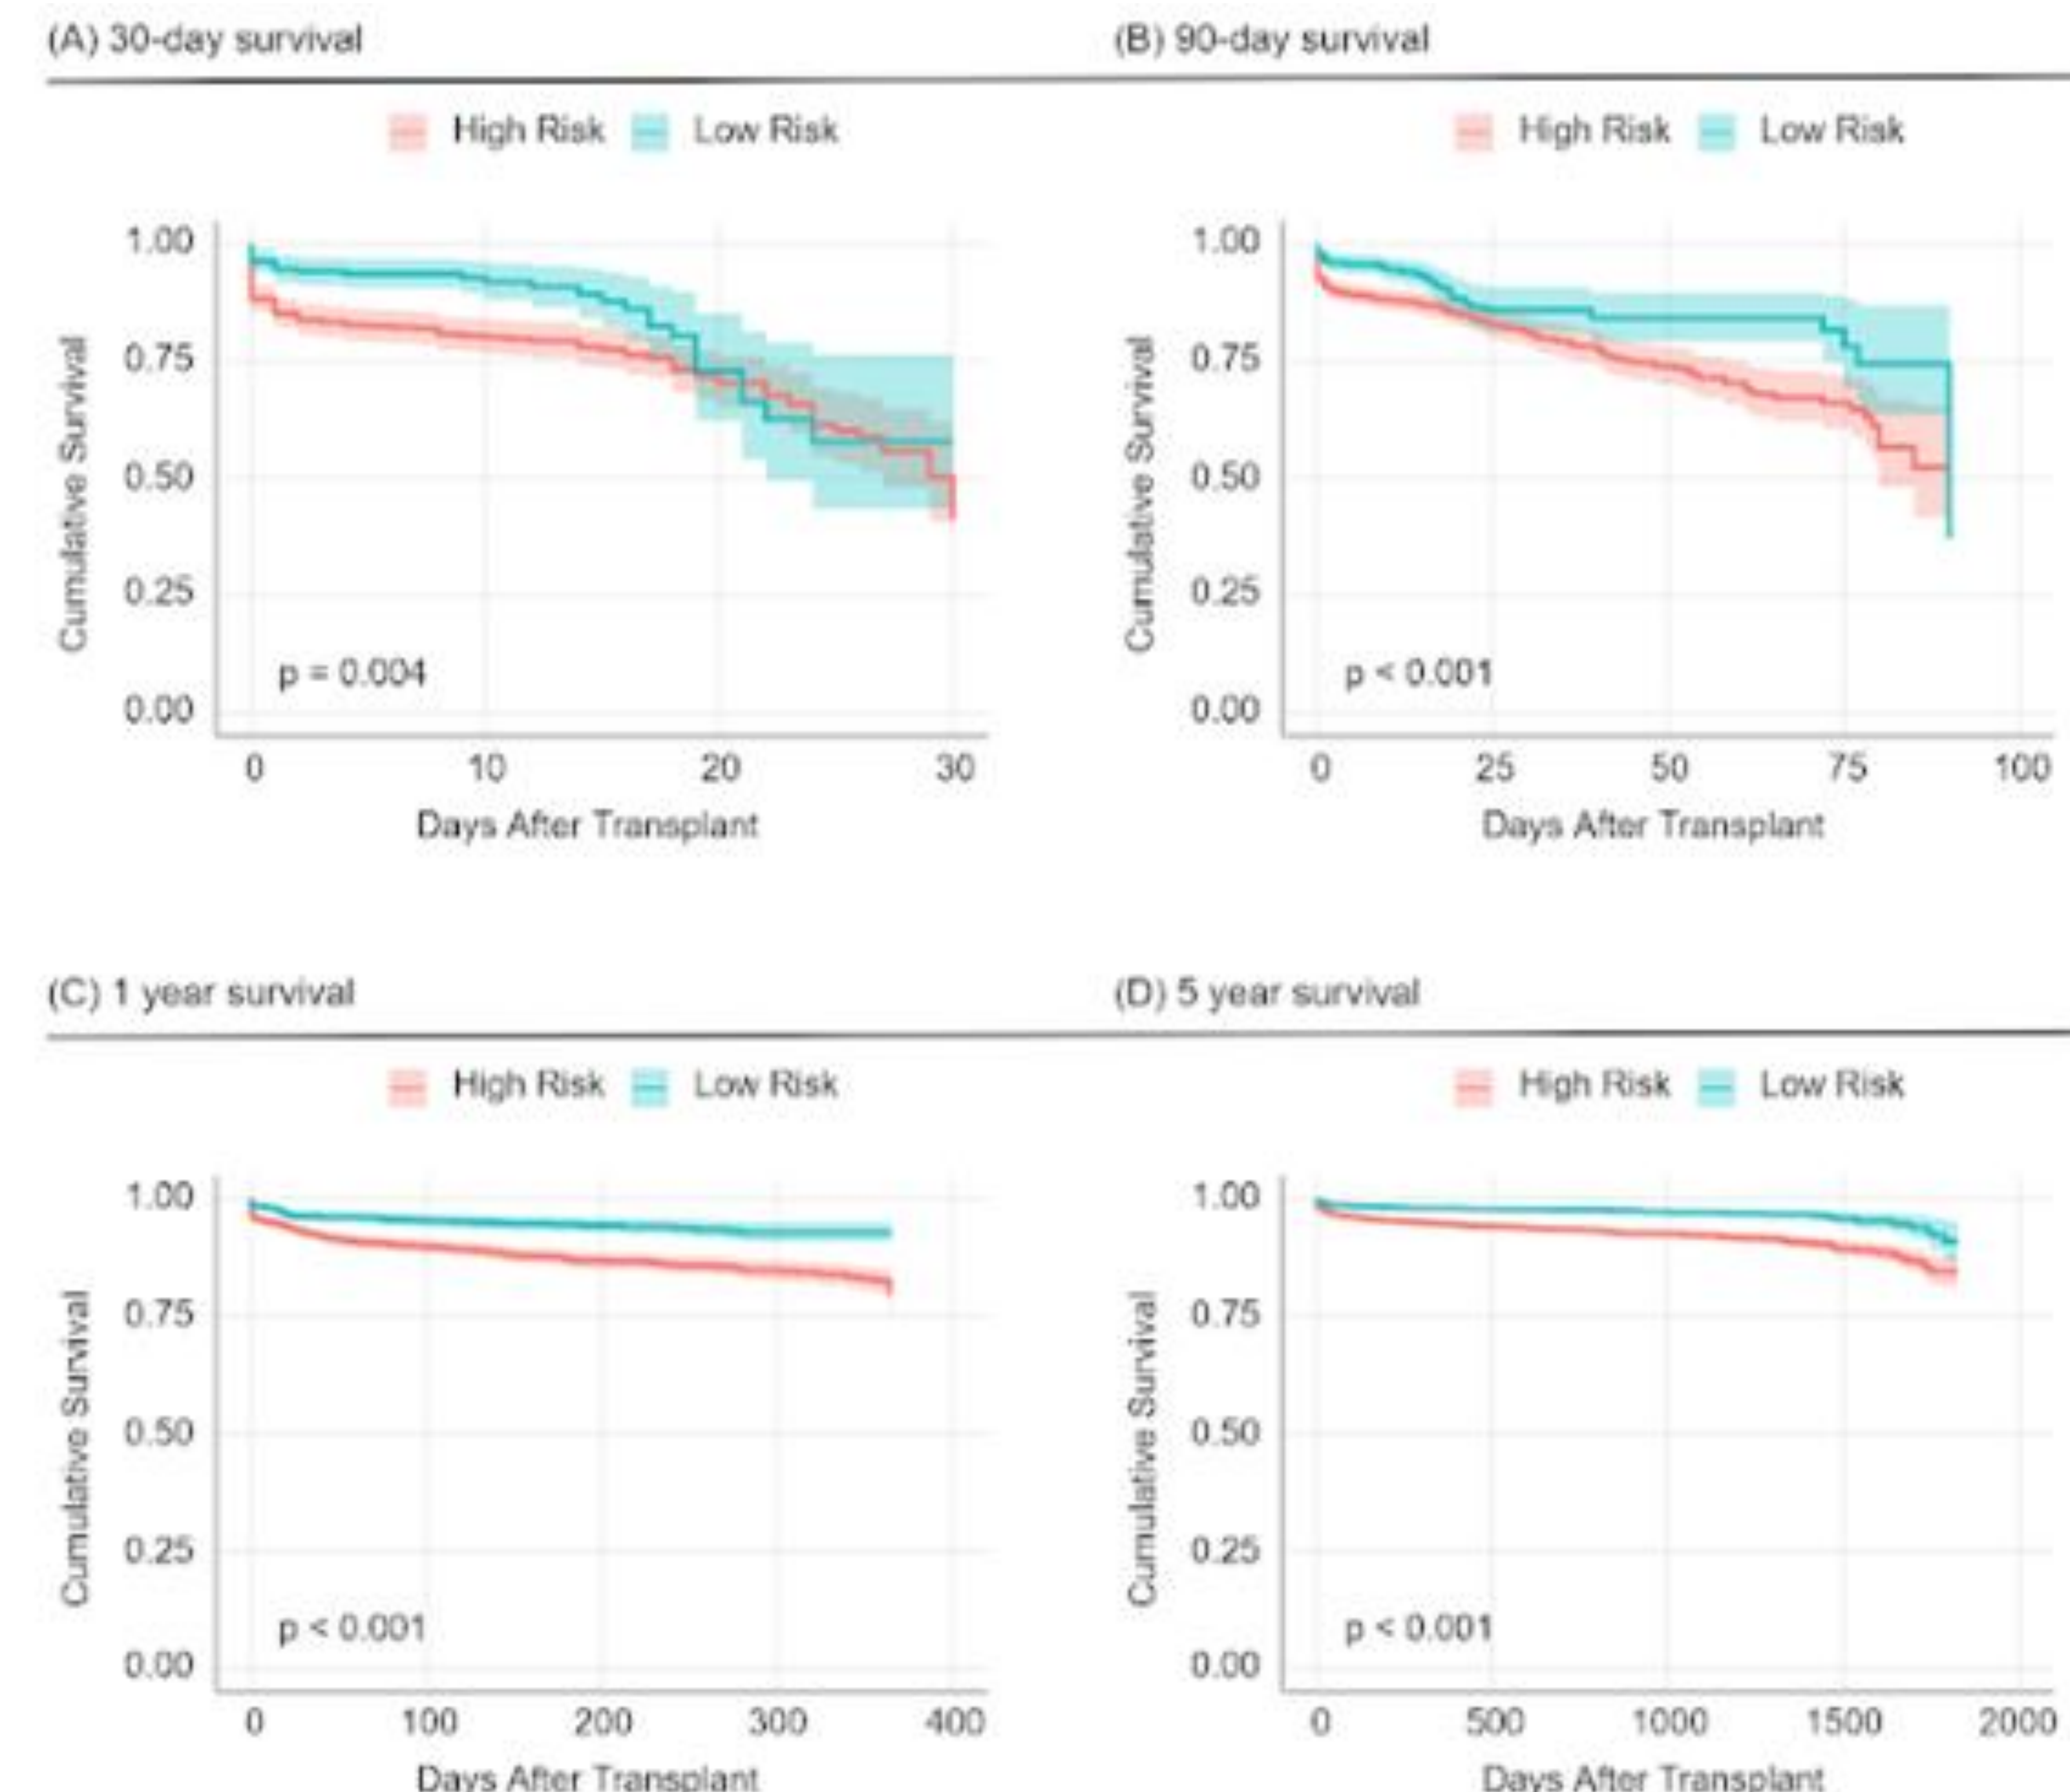 (A) 30-day survival
High Risk Low Risk
1.00
0.75
0.50
0.25
0.00
Cumulative Survival
p = 0.004
0 10 20 30
Days After Transplant
(B) 90-day survival
High Risk Low Risk
1.00
0.75
0.50
0.25
0.00
Cumulative Survival
p < 0.001
0 25 50 75 100
Days After Transplant
(C) 1 year survival
High Risk Low Risk
1.00
0.75
0.50
0.25
0.00
Cumulative Survival
p < 0.001
0 100 200 300 400
Days After Transplant
(D) 5 year survival
High Risk Low Risk
1.00
0.75
0.50
0.25
0.00
Cumulative Survival
p < 0.001
0 500 1000 1500 2000
Days After Transplant